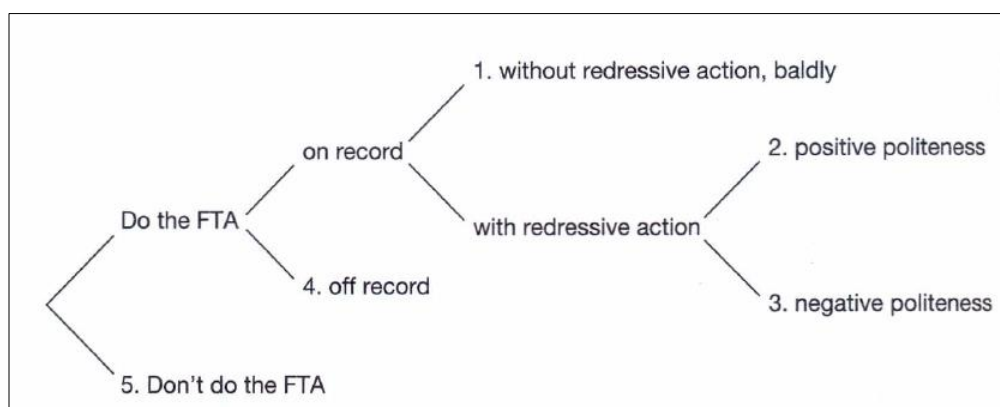 1. without redressive action, baldly
on record
2. positive politeness
Do the FTA
with redressive action
4. off record
3. negative politeness
5. Don't do the FTA